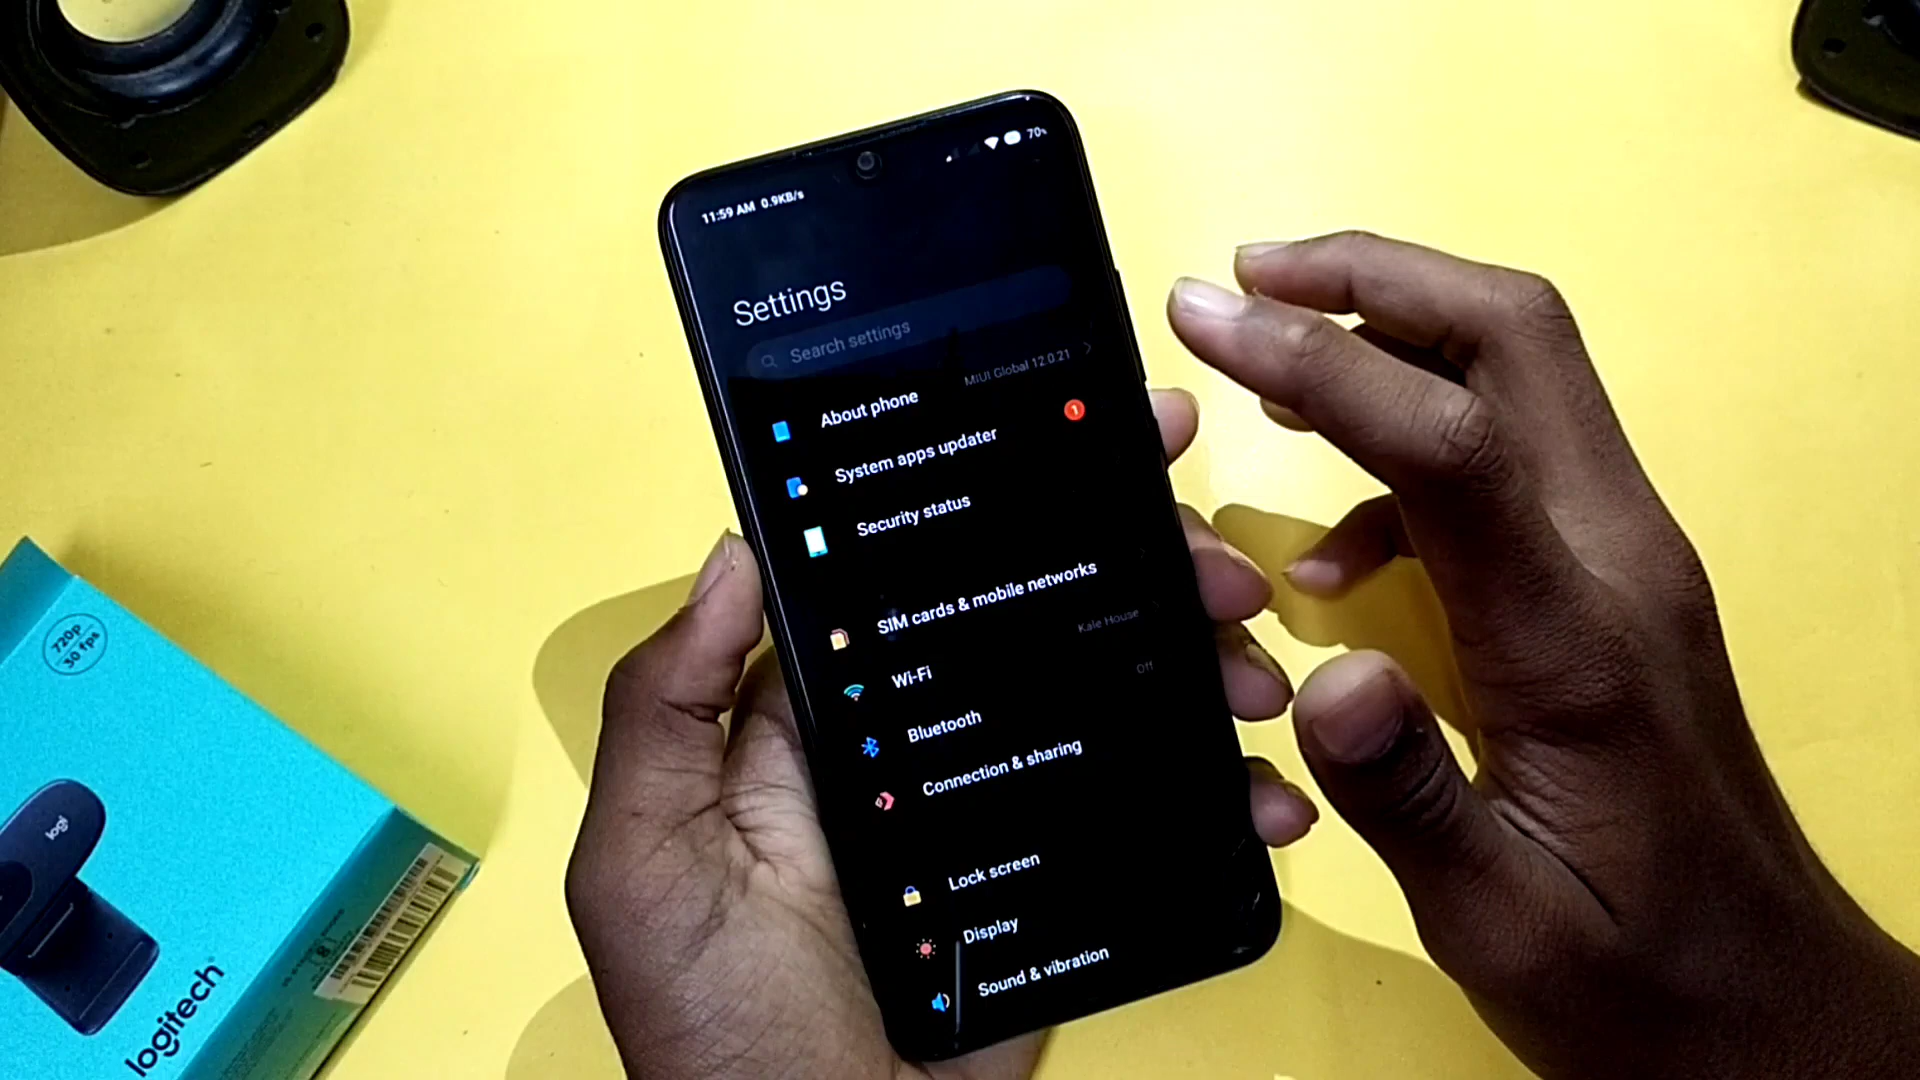 70%
11:59 AM 0.9KB/s
Settings
Search settings
About phone
MIUI Global 12.0.21
System apps updater
1
Security status
SIM cards & mobile networks
Wi-Fi
Kale House
Bluetooth
Off
Connection & sharing
Lock screen
Display
Sound & vibration
720p
30 fps
logi
logitech